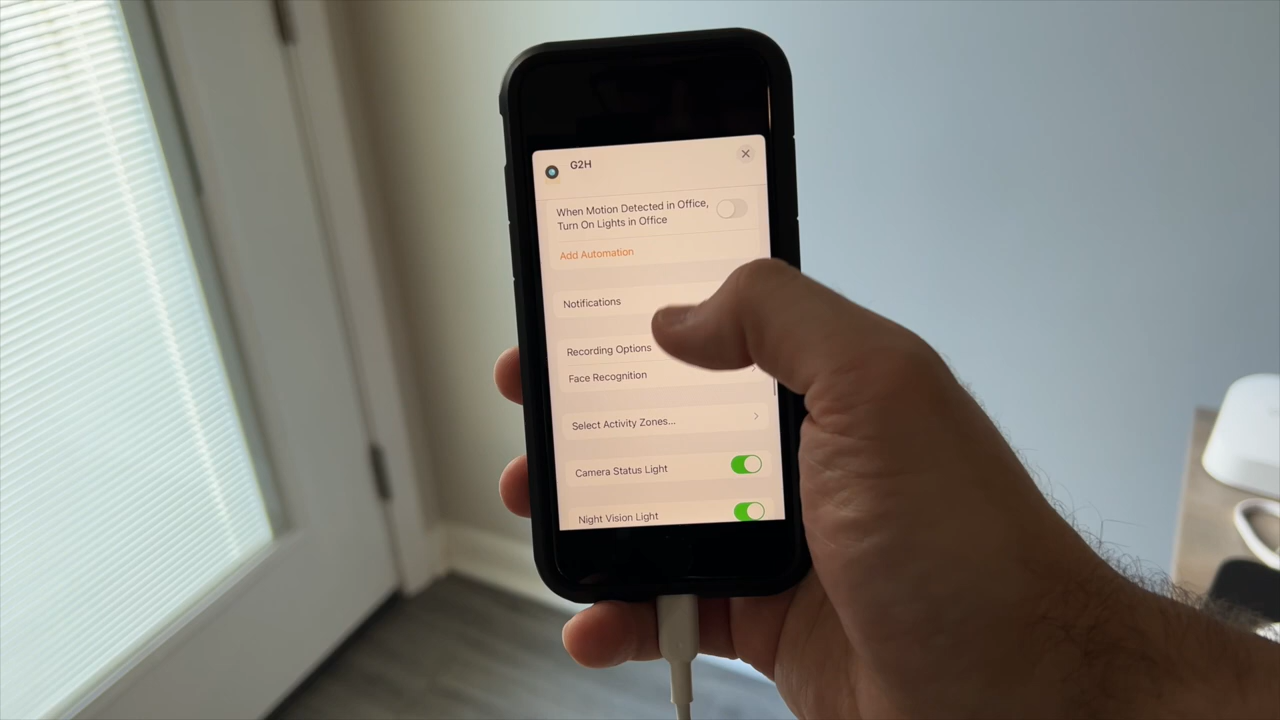 G2H
When Motion Detected in Office,
Turn On Lights in Office
Add Automation
Notifications
Recording Options
Face Recognition
Select Activity Zones...
Camera Status Light
Night Vision Light